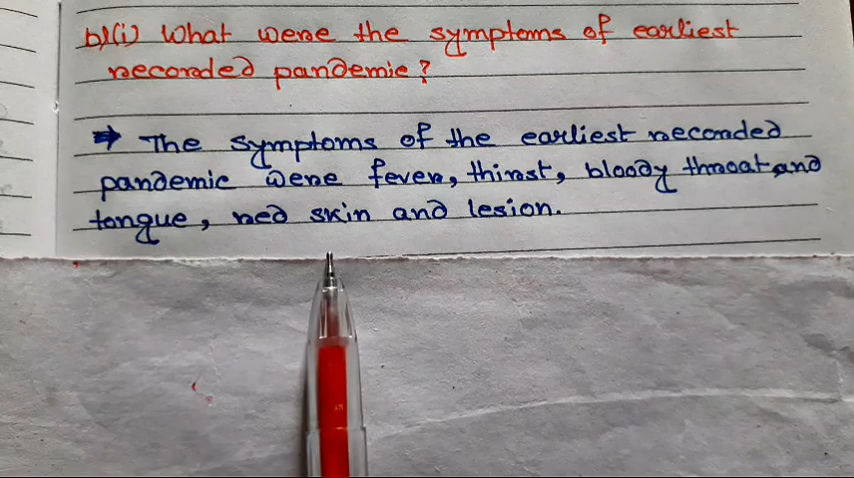 b)(i) What were the symptoms of earliest
recorded pandemic?
→ The symptoms of the earliest recorded
pandemic were fever, thirst, bloody throat and
tongue, red skin and lesion.